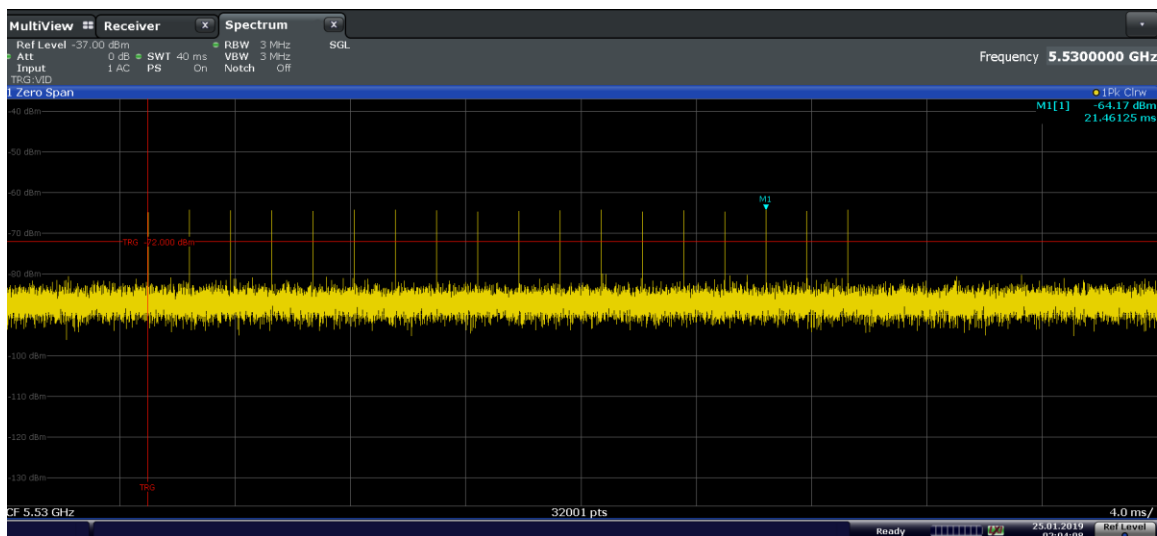 MultiView Receiver X Spectrum X
Ref Level -37.00 dBm RBW 3 MHz SGL
Att 0 dB SWT 40 ms VBW 3 MHz Frequency 5.5300000 GHz
Input 1 AC PS On Notch Off
TRG:VID
1 Zero Span 1Pk Clrw
M1[1] -64.17 dBm
-40 dBm
21.46125 ms
-50 dBm
-60 dBm
M1
-70 dBm
TRG -72.000 dBm
-80 dBm
-100 dBm
-110 dBm
-120 dBm
-130 dBm
TRG
CF 5.53 GHz 32001 pts 4.0 ms/
Ready 25.01.2019 Ref Level